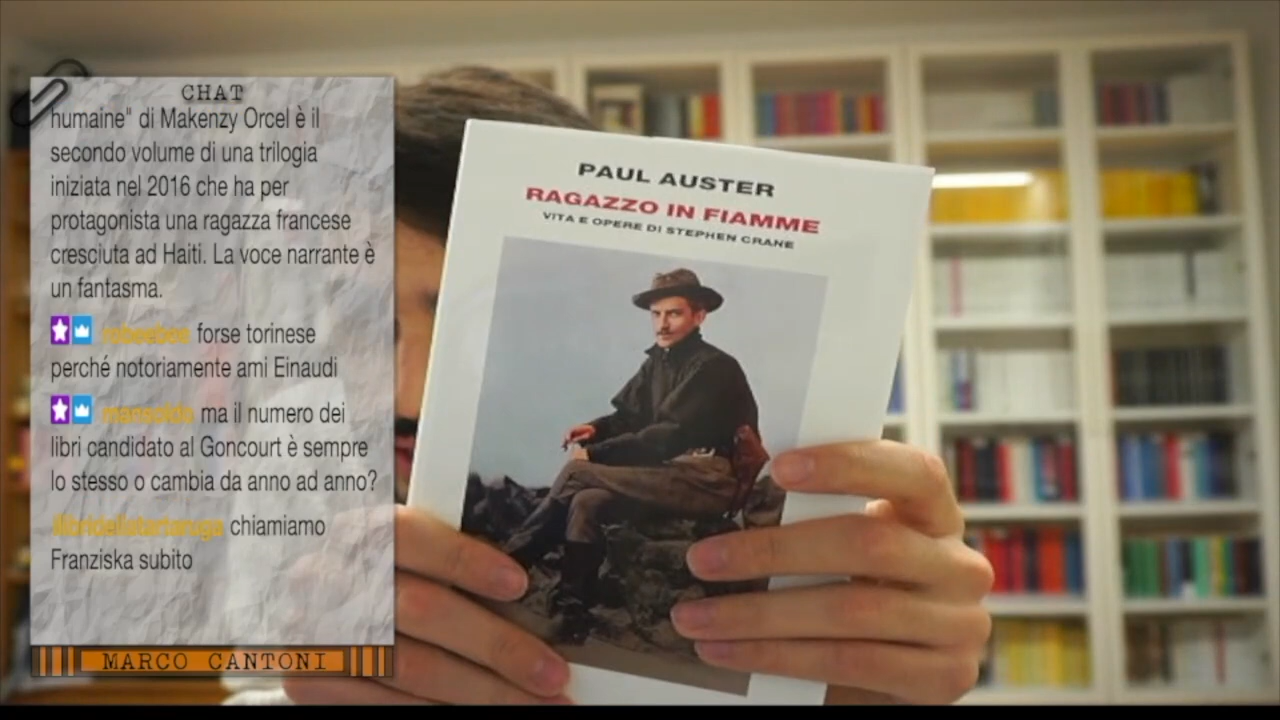 CHAT
humaine" di Makenzy Orcel è il
secondo volume di una trilogia
iniziata nel 2016 che ha per
protagonista una ragazza francese
cresciuta ad Haiti. La voce narrante è
un fantasma.
robeebee forse torinese
perché notoriamente ami Einaudi
mansoldo ma il numero dei
libri candidato al Goncourt è sempre
lo stesso o cambia da anno ad anno?
ilibridellatartaruga chiamiamo
Franziska subito
MARCO CANTONI
PAUL AUSTER
RAGAZZO IN FIAMME
VITA E OPERE DI STEPHEN CRANE